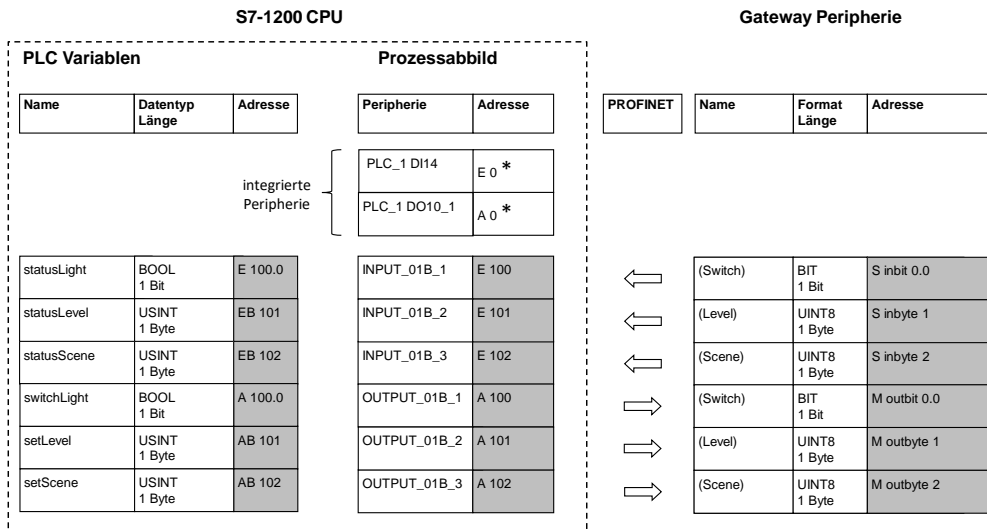 S7-1200 CPU
Gateway Peripherie
PLC Variablen
Prozessabbild
Name Datentyp Länge Adresse
Peripherie Adresse
PROFINET
Name Format Länge Adresse
integrierte
Peripherie
PLC_1 DI14 E 0 *
PLC_1 DO10_1 A 0 *
statusLight BOOL 1 Bit E 100.0 INPUT_01B_1 E 100 (Switch) BIT 1 Bit S inbit 0.0
statusLevel USINT 1 Byte EB 101 INPUT_01B_2 E 101 (Level) UINT8 1 Byte S inbyte 1
statusScene USINT 1 Byte EB 102 INPUT_01B_3 E 102 (Scene) UINT8 1 Byte S inbyte 2
switchLight BOOL 1 Bit A 100.0 OUTPUT_01B_1 A 100 (Switch) BIT 1 Bit M outbit 0.0
setLevel USINT 1 Byte AB 101 OUTPUT_01B_2 A 101 (Level) UINT8 1 Byte M outbyte 1
setScene USINT 1 Byte AB 102 OUTPUT_01B_3 A 102 (Scene) UINT8 1 Byte M outbyte 2